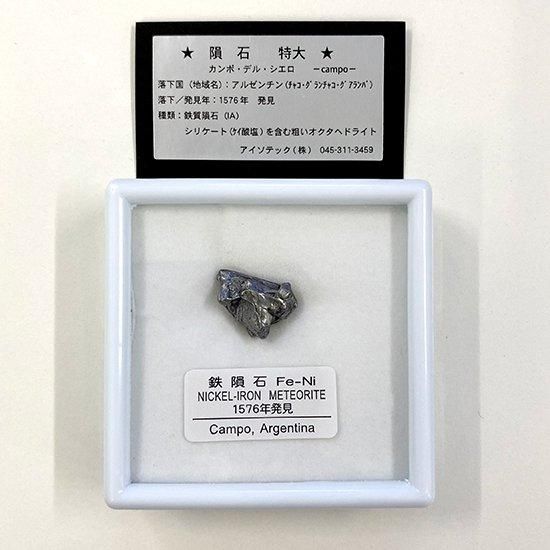 ★ 隕石 特大 ★
カンポ・デル・シエロ －campo－
落下国（地域名）：アルゼンチン（ﾁｬｺ・ｸﾞﾗﾝﾁｬｺ・ｸﾞｱﾗﾝﾊﾞ）
落下／発見年：1576年 発見
種類：鉄質隕石（IA）
シリケート（ｹｲ酸塩）を含む粗いオクタヘドライト
アイソテック（株） 045-311-3459
鉄隕石 Fe-Ni
NICKEL-IRON METEORITE
1576年発見
Campo, Argentina